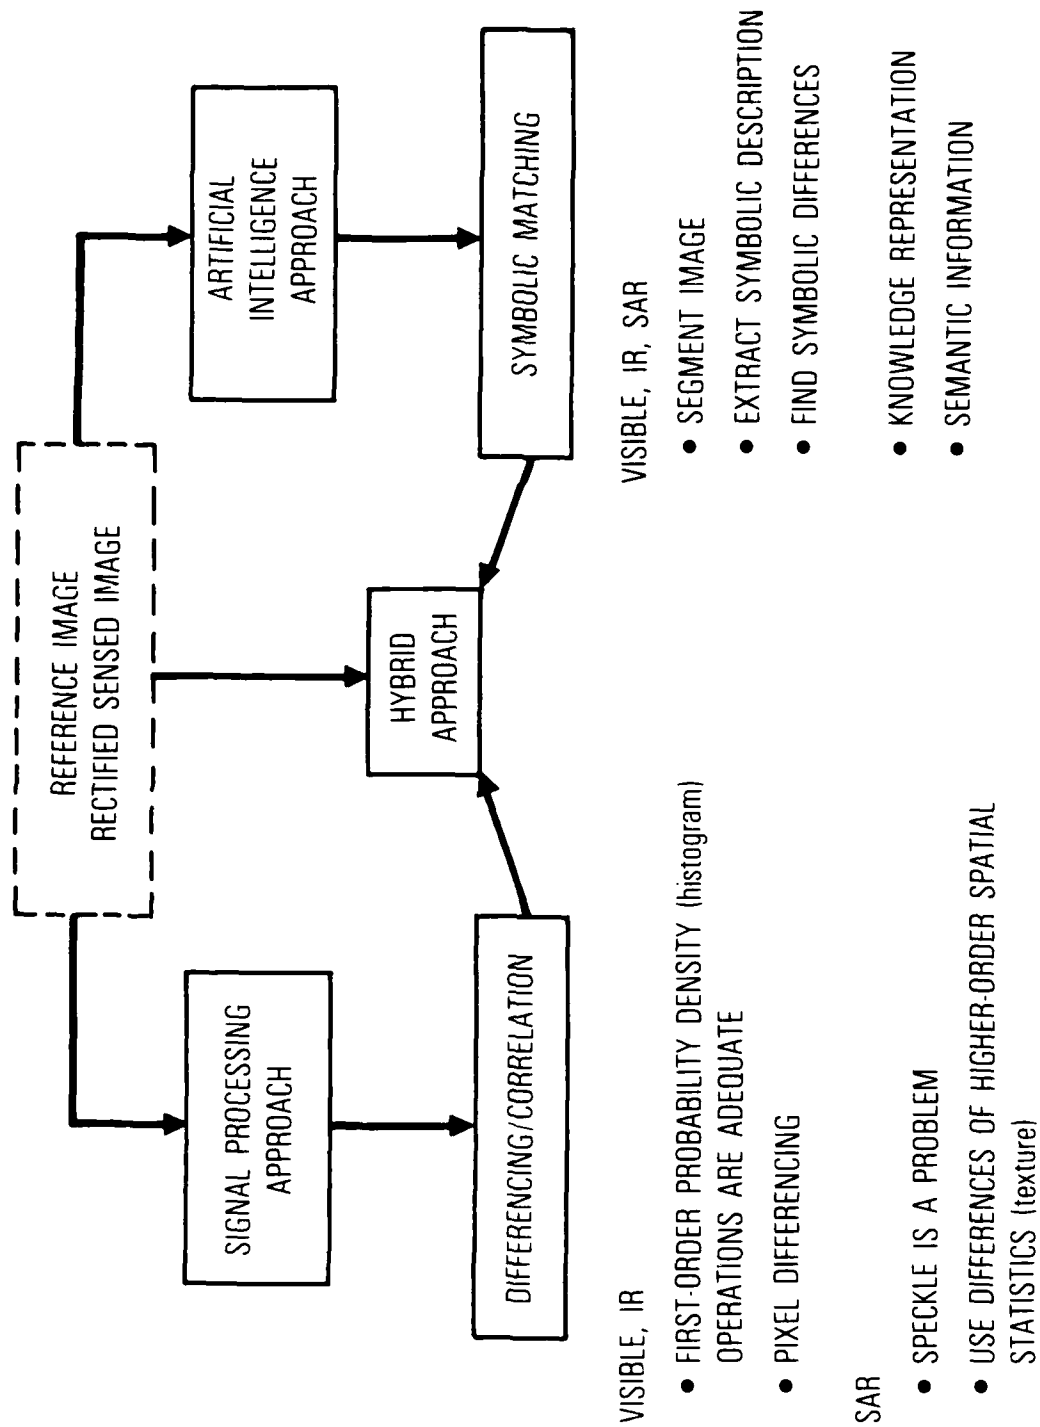 REFERENCE IMAGE
RECTIFIED SENSED IMAGE
SIGNAL PROCESSING
APPROACH
ARTIFICIAL
INTELLIGENCE
APPROACH
HYBRID
APPROACH
DIFFERENCING/CORRELATION
SYMBOLIC MATCHING
VISIBLE, IR
• FIRST-ORDER PROBABILITY DENSITY (histogram)
OPERATIONS ARE ADEQUATE
• PIXEL DIFFERENCING
SAR
• SPECKLE IS A PROBLEM
• USE DIFFERENCES OF HIGHER-ORDER SPATIAL
STATISTICS (texture)
VISIBLE, IR, SAR
• SEGMENT IMAGE
• EXTRACT SYMBOLIC DESCRIPTION
• FIND SYMBOLIC DIFFERENCES
• KNOWLEDGE REPRESENTATION
• SEMANTIC INFORMATION